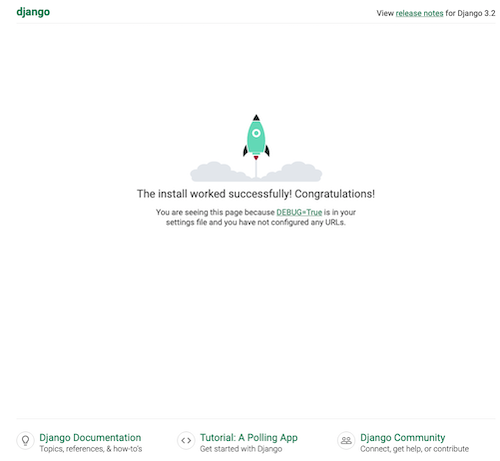 django
View release notes for Django 3.2
The install worked successfully! Congratulations!
You are seeing this page because DEBUG=True is in your
settings file and you have not configured any URLs.
Django Documentation
Topics, references, & how-to's
Tutorial: A Polling App
Get started with Django
Django Community
Connect, get help, or contribute